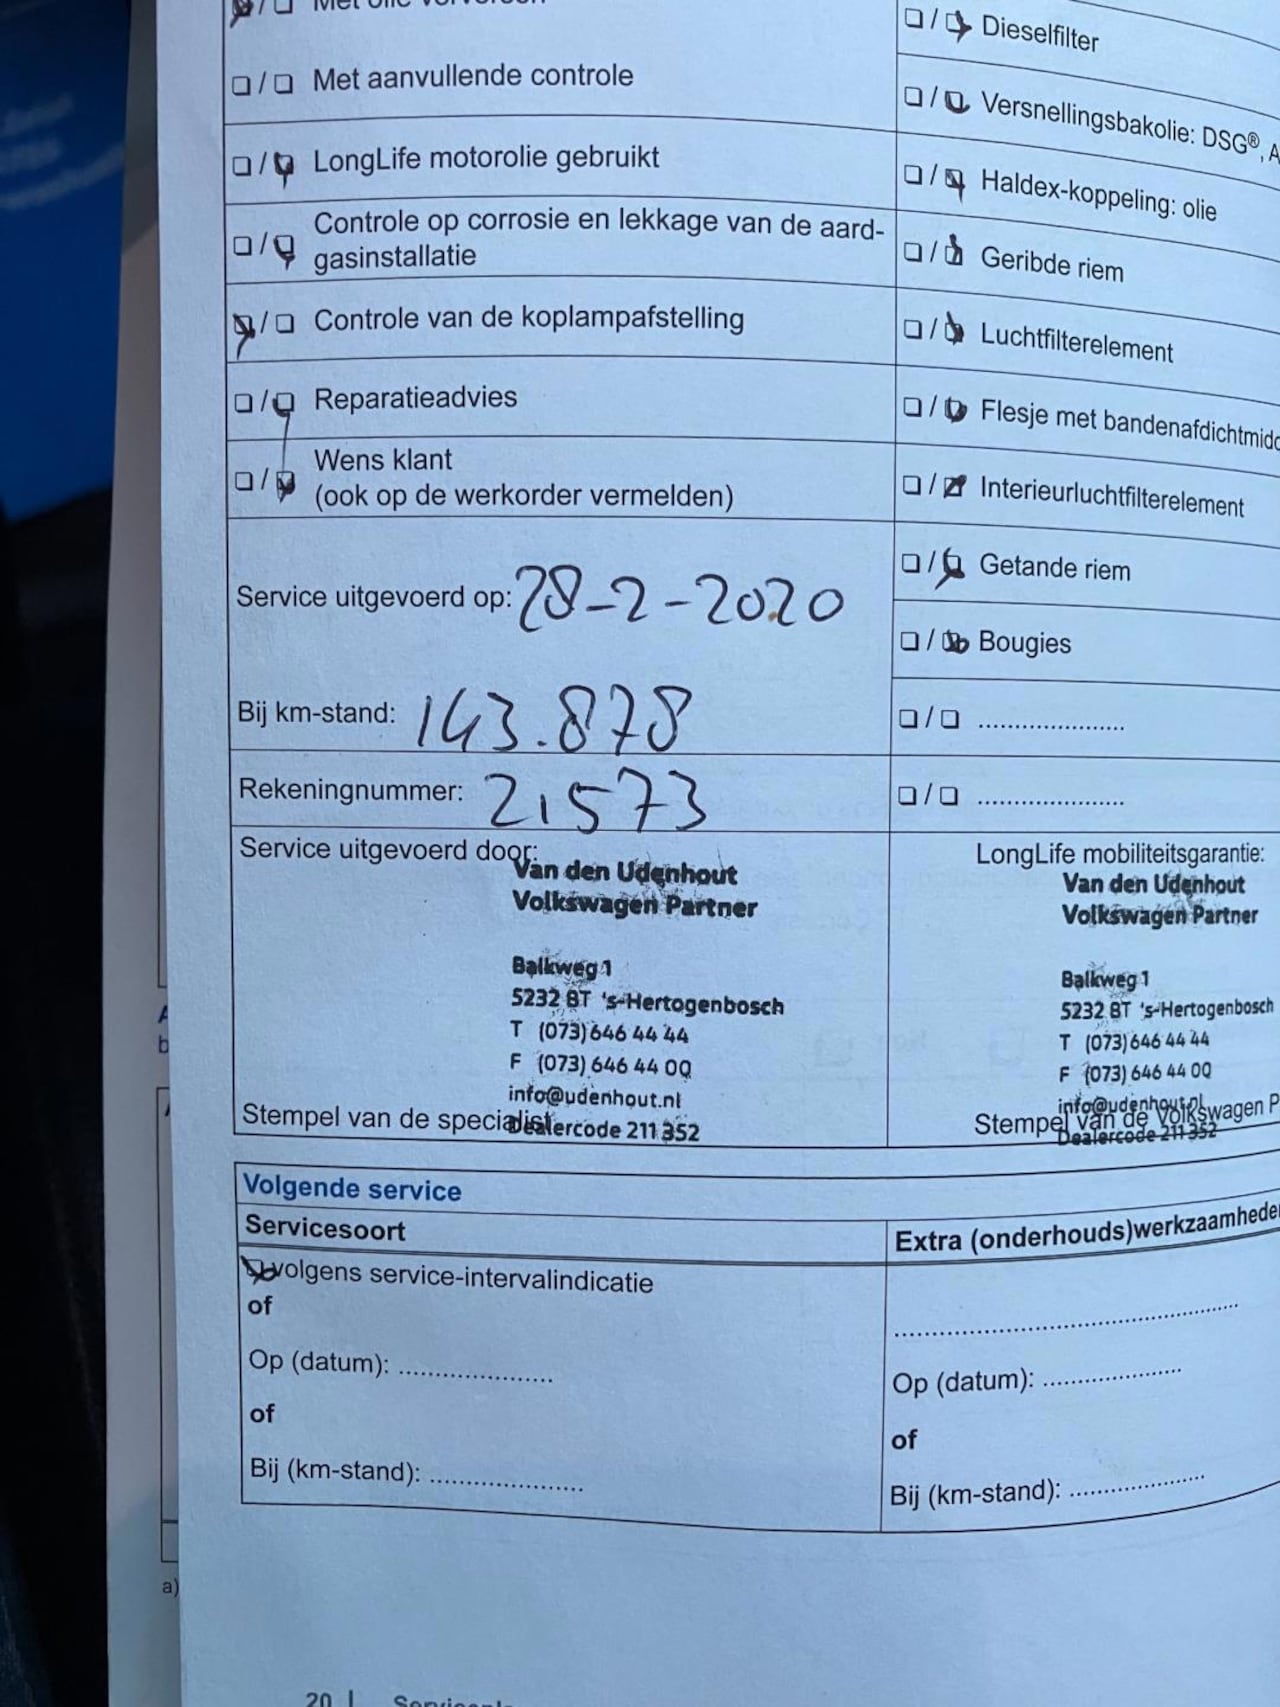 Met olie verversen
Met aanvullende controle
LongLife motorolie gebruikt
Controle op corrosie en lekkage van de aard-
gasinstallatie
Controle van de koplampafstelling
Reparatieadvies
Wens klant
(ook op de werkorder vermelden)
Service uitgevoerd op: 28-2-2020
Bij km-stand: 143.878
Rekeningnummer: 21573
Dieselfilter
Versnellingsbakolie: DSG®, A
Haldex-koppeling: olie
Geribde riem
Luchtfilterelement
Flesje met bandenafdichtmidd
Interieurluchtfilterelement
Getande riem
Bougies
Service uitgevoerd door:
Van den Udenhout
Volkswagen Partner
Balkweg 1
5232 BT 's-Hertogenbosch
T (073) 646 44 44
F (073) 646 44 00
info@udenhout.nl
Dealercode 211 352
Stempel van de specialist
LongLife mobiliteitsgarantie:
Van den Udenhout
Volkswagen Partner
Balkweg 1
5232 BT 's-Hertogenbosch
T (073) 646 44 44
F (073) 646 44 00
info@udenhout.nl
Dealercode 211 352
Stempel van de Volkswagen P
Volgende service
Servicesoort
volgens service-intervalindicatie
of
Op (datum): ....................
of
Bij (km-stand): ....................
Extra (onderhouds)werkzaamheden
Op (datum): ....................
of
Bij (km-stand): ....................
a)
20 |